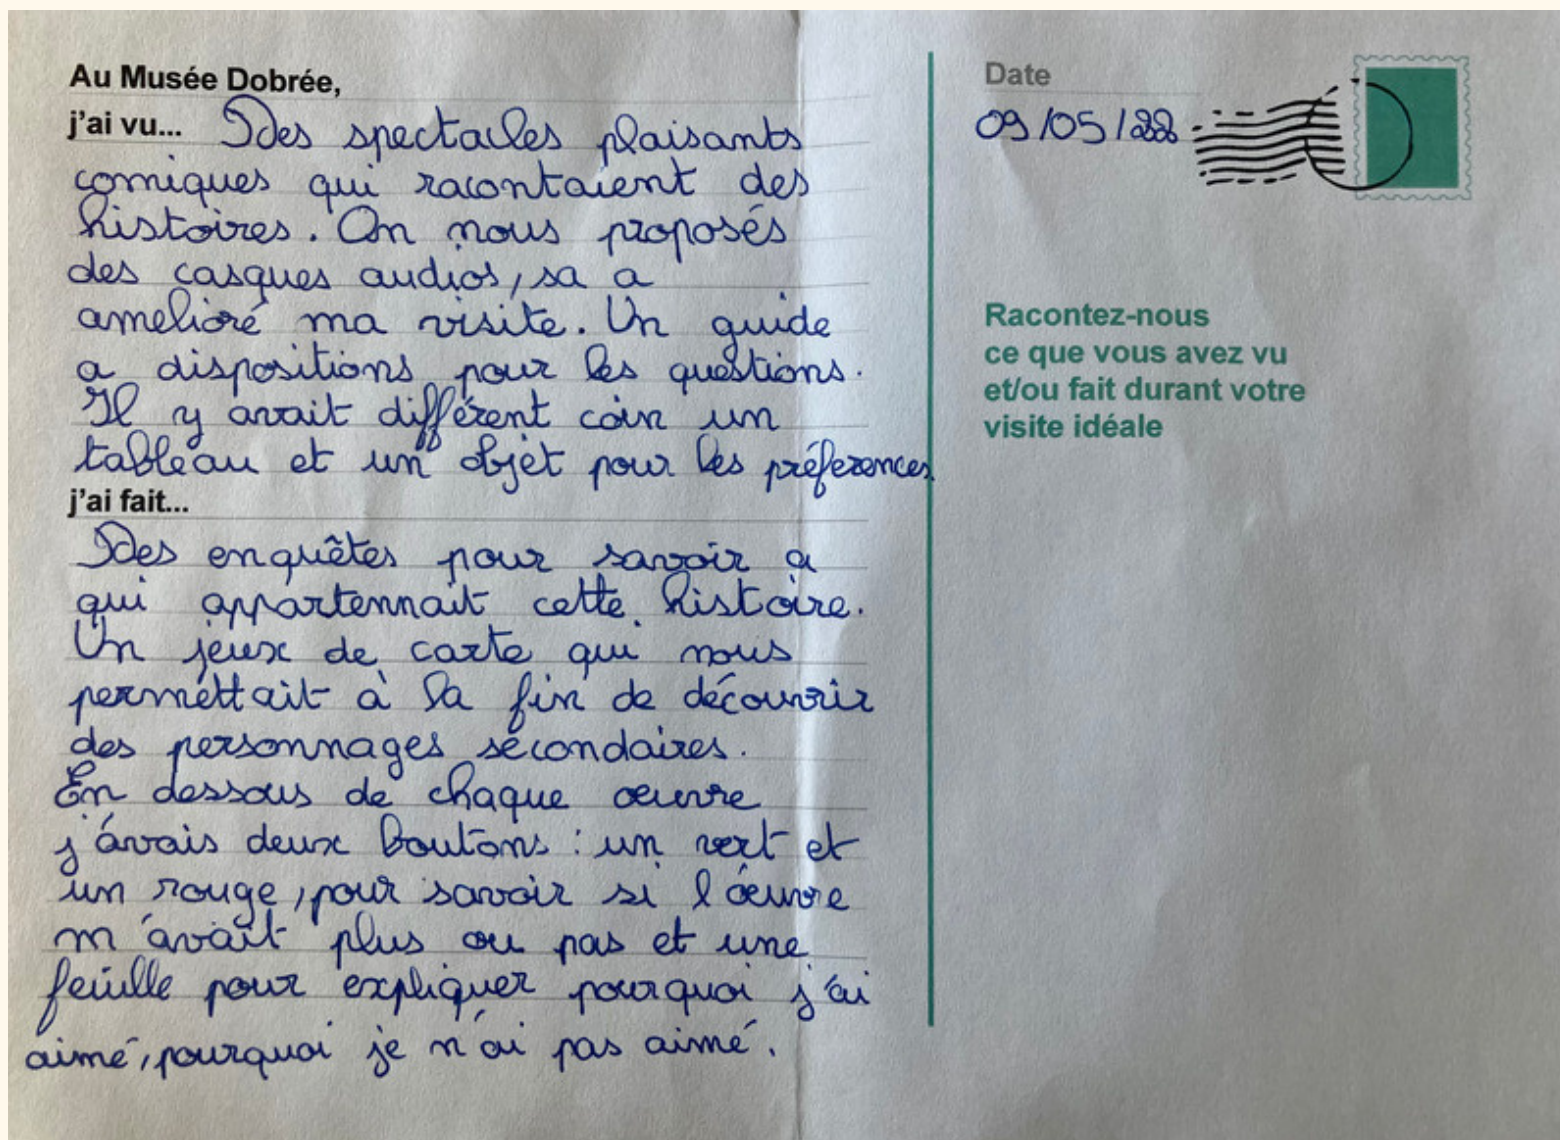 Au Musée Dobrée,
j'ai vu... Des spectacles plaisants
comiques qui racontaient des
histoires. On nous proposés
des casques audios, sa a
amelioré ma visite. Un guide
a dispositions pour les questions.
Il y avait différent coin un
tableau et un objet pour les préferences.
j'ai fait...
Des enquêtes pour savoir a
qui appartennait cette histoire.
Un jeux de carte qui nous
permettait à la fin de découvrir
des personnages secondaires.
En dessous de chaque œuvre
j'avais deux boutons : un vert et
un rouge, pour savoir si l'œuvre
m'avait plus ou pas et une
feuille pour expliquer pourquoi j'ai
aimé, pourquoi je n'ai pas aimé.
Date
09/05/22
Racontez-nous
ce que vous avez vu
et/ou fait durant votre
visite idéale